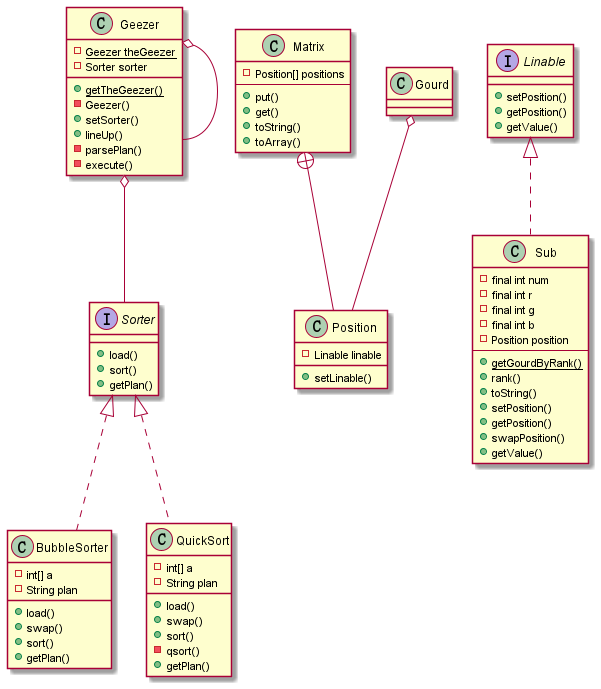 C Geezer
Geezer theGeezer
Sorter sorter
getTheGeezer()
Geezer()
setSorter()
lineUp()
parsePlan()
execute()
C Matrix
Position[] positions
put()
get()
toString()
toArray()
C Gourd
I Linable
setPosition()
getPosition()
getValue()
I Sorter
load()
sort()
getPlan()
C Position
Linable linable
setLinable()
C Sub
final int num
final int r
final int g
final int b
Position position
getGourdByRank()
rank()
toString()
setPosition()
getPosition()
swapPosition()
getValue()
C BubbleSorter
int[] a
String plan
load()
swap()
sort()
getPlan()
C QuickSort
int[] a
String plan
load()
swap()
sort()
qsort()
getPlan()